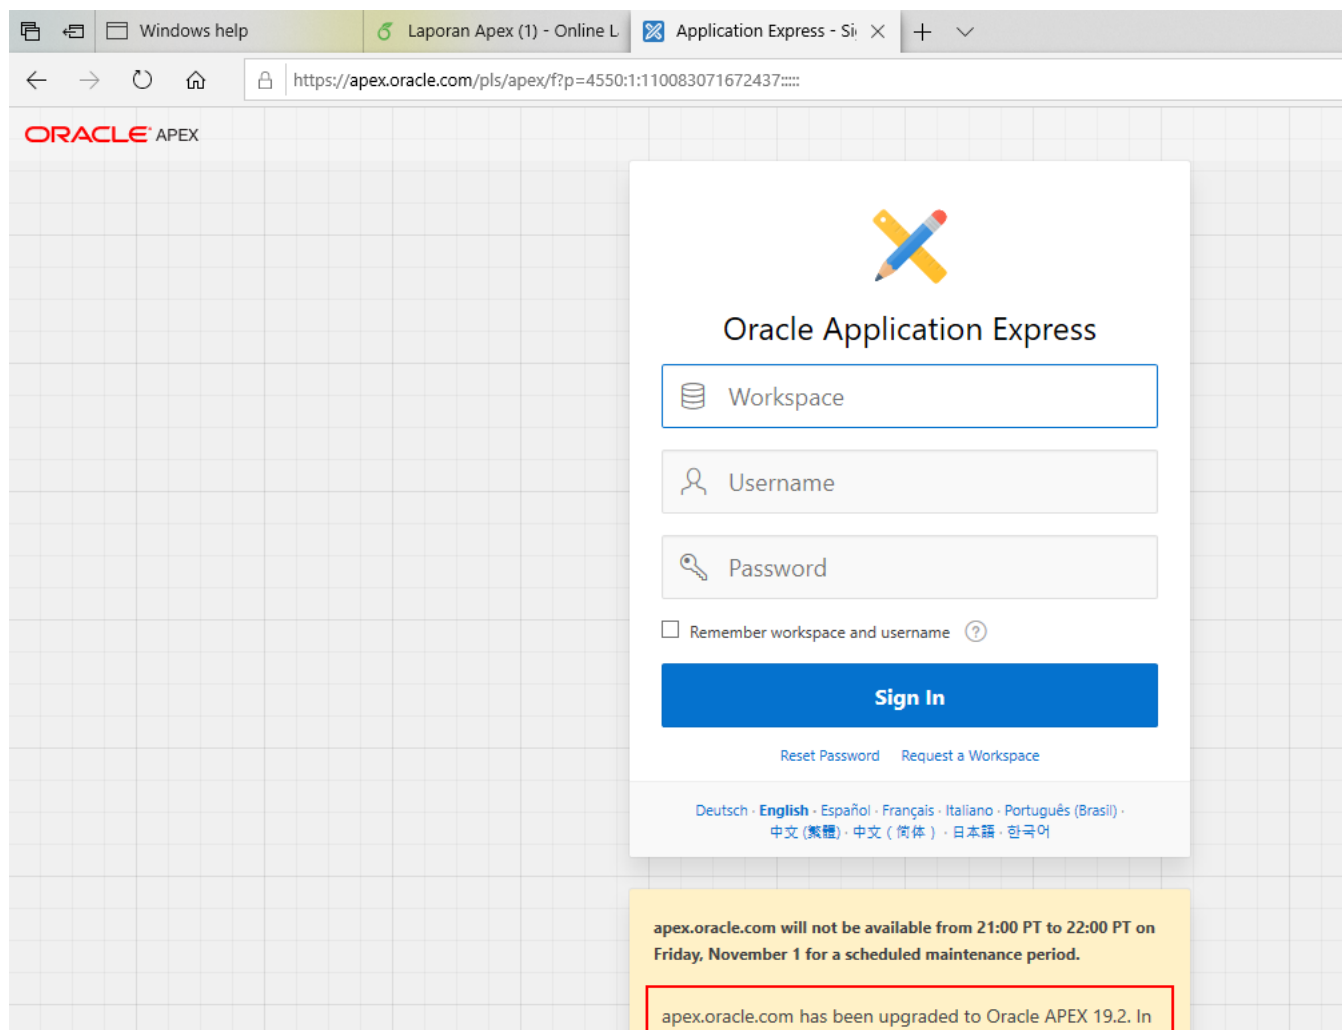 Windows help
Laporan Apex (1) - Online L
Application Express - Si
https://apex.oracle.com/pls/apex/f?p=4550:1:110083071672437:::::
ORACLE APEX
Oracle Application Express
Workspace
Username
Password
Remember workspace and username ?
Sign In
Reset Password Request a Workspace
Deutsch · English · Español · Français · Italiano · Português (Brasil) ·
中文 (繁體) · 中文 ( 简体 ) · 日本語 · 한국어
apex.oracle.com will not be available from 21:00 PT to 22:00 PT on
Friday, November 1 for a scheduled maintenance period.
apex.oracle.com has been upgraded to Oracle APEX 19.2. In